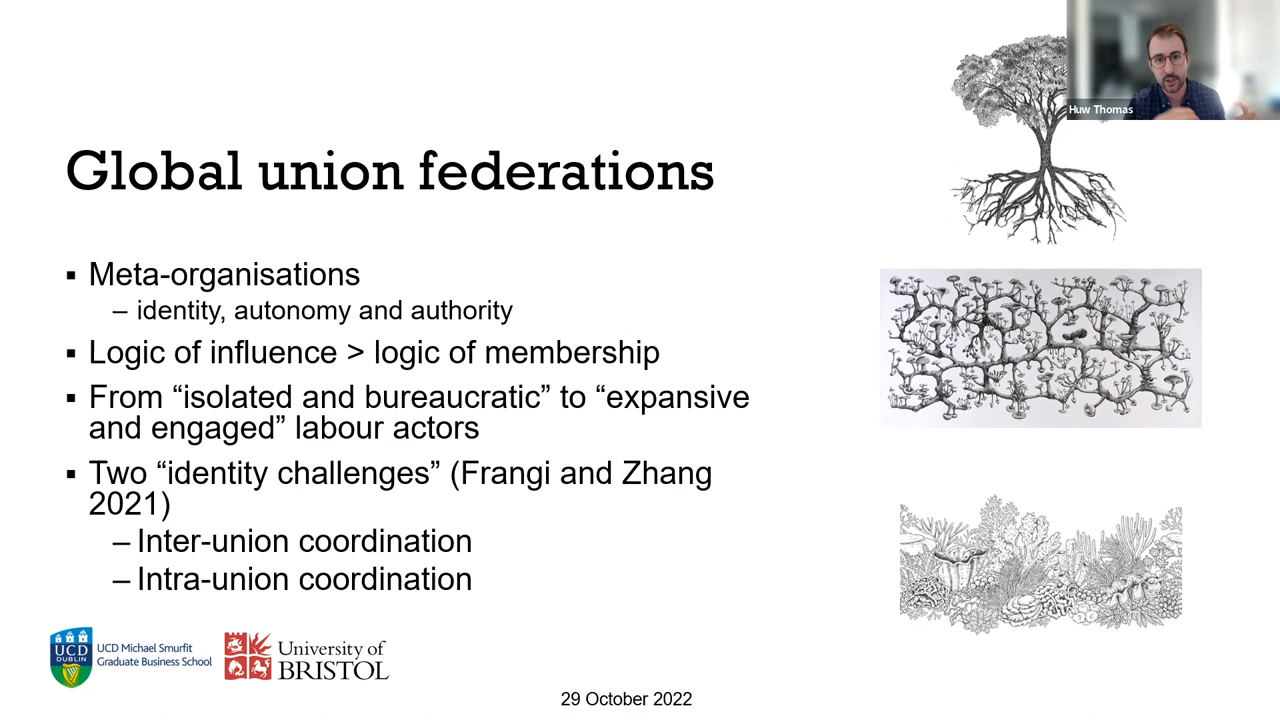 Huw Thomas
Global union federations
▪ Meta-organisations
– identity, autonomy and authority
▪ Logic of influence > logic of membership
▪ From “isolated and bureaucratic” to “expansive
and engaged” labour actors
▪ Two “identity challenges” (Frangi and Zhang
2021)
– Inter-union coordination
– Intra-union coordination
UCD
DUBLIN
UCD Michael Smurfit
Graduate Business School
University of
BRISTOL
29 October 2022